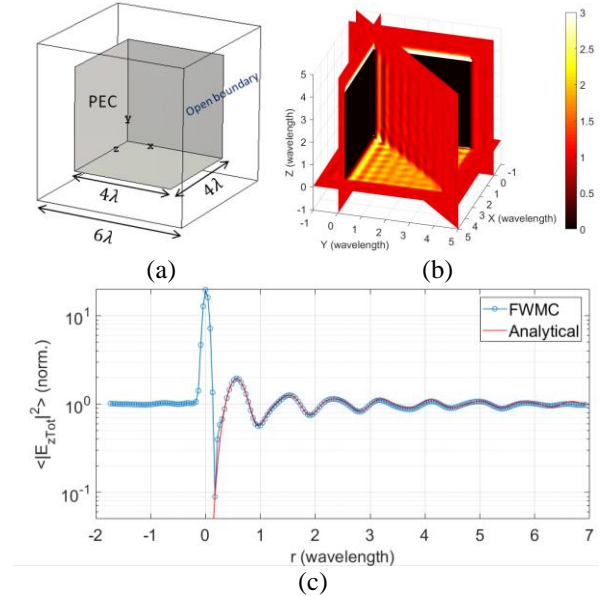 PEC
Open boundary
y
z
x
4λ
4λ
6λ
(a)
3
2.5
2
1.5
1
0.5
0
5
4
3
2
1
0
-1
Z (wavelength)
-1
0
1
2
3
4
5
Y (wavelength)
-1
0
1
2
3
4
5
X (wavelength)
(b)
10^1
10^0
10^-1
<|E_zTot|^2> (norm.)
FWMC
Analytical
-2 -1 0 1 2 3 4 5 6 7
r (wavelength)
(c)